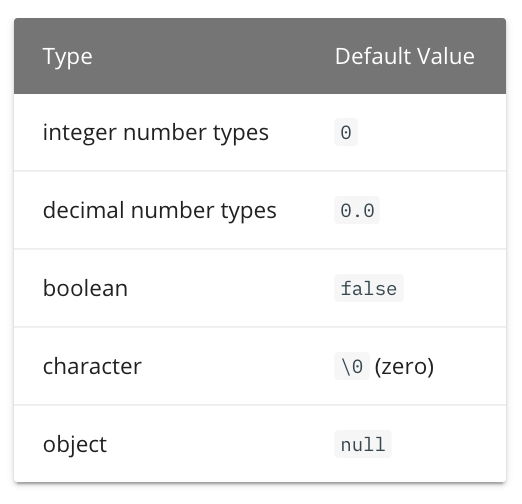 Type Default Value
integer number types 0
decimal number types 0.0
boolean false
character \0 (zero)
object null